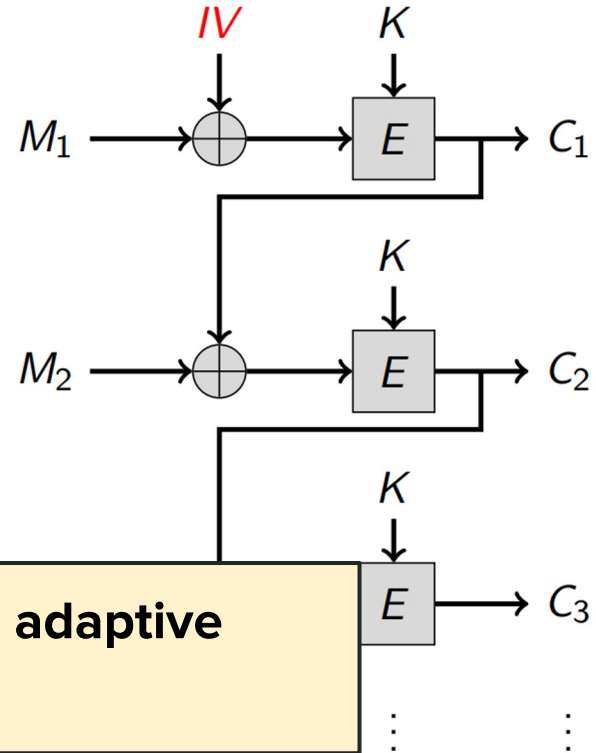 IV K
M₁ E C₁
K
M₂ E C₂
K
E C₃
adaptive
⋮ ⋮